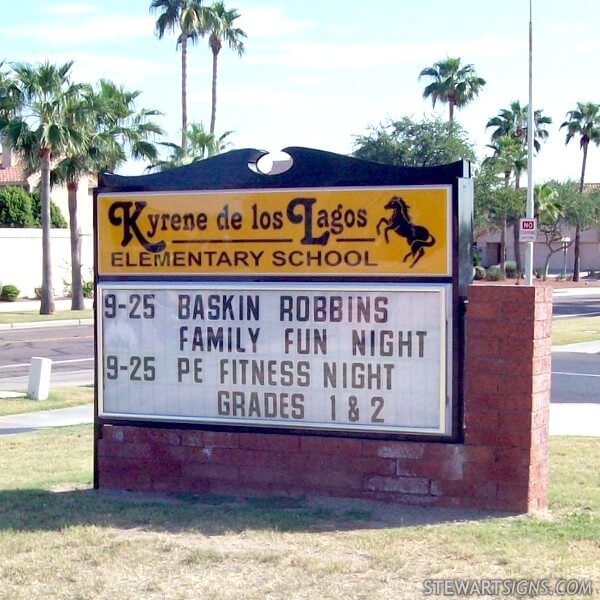 Kyrene de los Lagos
ELEMENTARY SCHOOL
9-25 BASKIN ROBBINS
FAMILY FUN NIGHT
9-25 PE FITNESS NIGHT
GRADES 1 & 2
NO
STEWARTSIGNS.COM